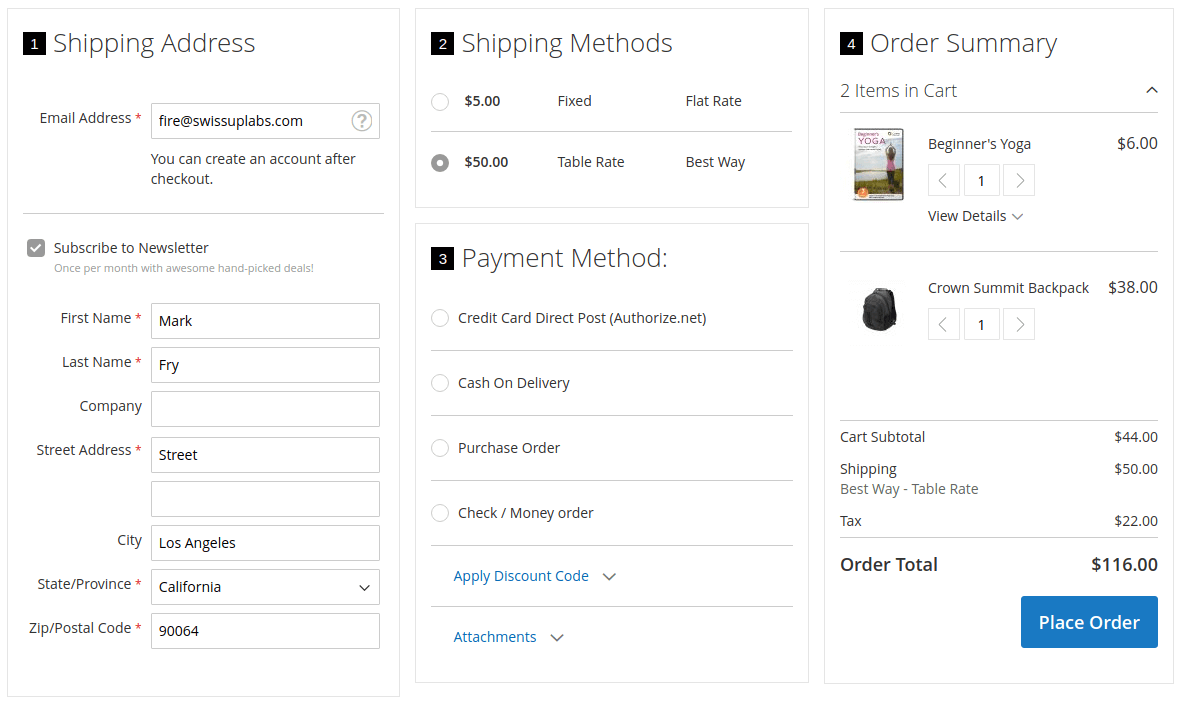 1 Shipping Address
Email Address *
fire@swissuplabs.com
?
You can create an account after
checkout.
Subscribe to Newsletter
Once per month with awesome hand-picked deals!
First Name * Mark
Last Name * Fry
Company
Street Address * Street
City Los Angeles
State/Province * California
Zip/Postal Code * 90064
2 Shipping Methods
$5.00 Fixed Flat Rate
$50.00 Table Rate Best Way
3 Payment Method:
Credit Card Direct Post (Authorize.net)
Cash On Delivery
Purchase Order
Check / Money order
Apply Discount Code
Attachments
4 Order Summary
2 Items in Cart
Beginner's
YOGA
Beginner's Yoga $6.00
1
View Details
Crown Summit Backpack $38.00
1
Cart Subtotal $44.00
Shipping $50.00
Best Way - Table Rate
Tax $22.00
Order Total $116.00
Place Order